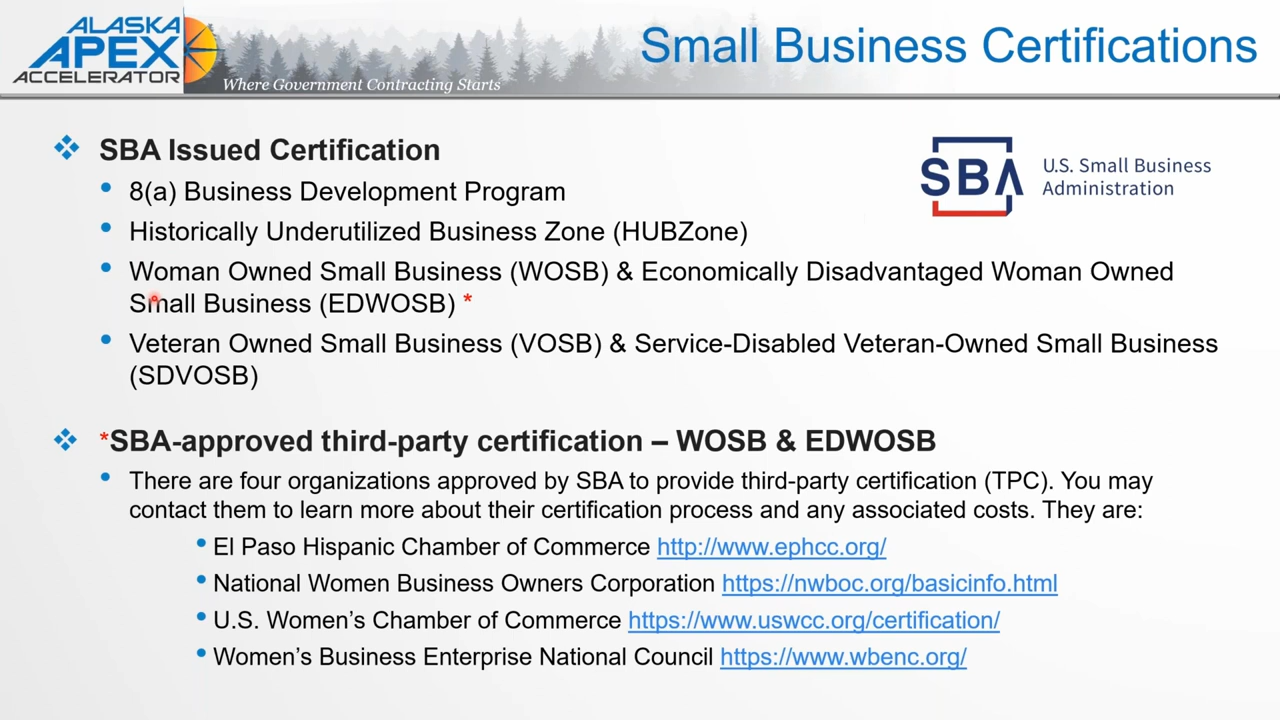 ALASKA
APEX
ACCELERATOR
Where Government Contracting Starts
Small Business Certifications
SBA Issued Certification
SBA U.S. Small Business
Administration
8(a) Business Development Program
Historically Underutilized Business Zone (HUBZone)
Woman Owned Small Business (WOSB) & Economically Disadvantaged Woman Owned
Small Business (EDWOSB) *
Veteran Owned Small Business (VOSB) & Service-Disabled Veteran-Owned Small Business
(SDVOSB)
*SBA-approved third-party certification – WOSB & EDWOSB
There are four organizations approved by SBA to provide third-party certification (TPC). You may
contact them to learn more about their certification process and any associated costs. They are:
El Paso Hispanic Chamber of Commerce http://www.ephcc.org/
National Women Business Owners Corporation https://nwboc.org/basicinfo.html
U.S. Women’s Chamber of Commerce https://www.uswcc.org/certification/
Women’s Business Enterprise National Council https://www.wbenc.org/